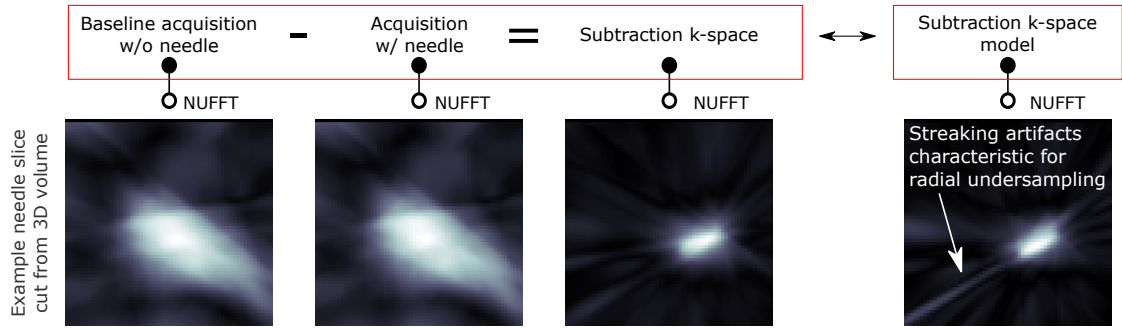 Baseline acquisition
w/o needle
-
Acquisition
w/ needle
=
Subtraction k-space
Subtraction k-space
model
NUFFT
NUFFT
NUFFT
NUFFT
Example needle slice
cut from 3D volume
Streaking artifacts
characteristic for
radial undersampling